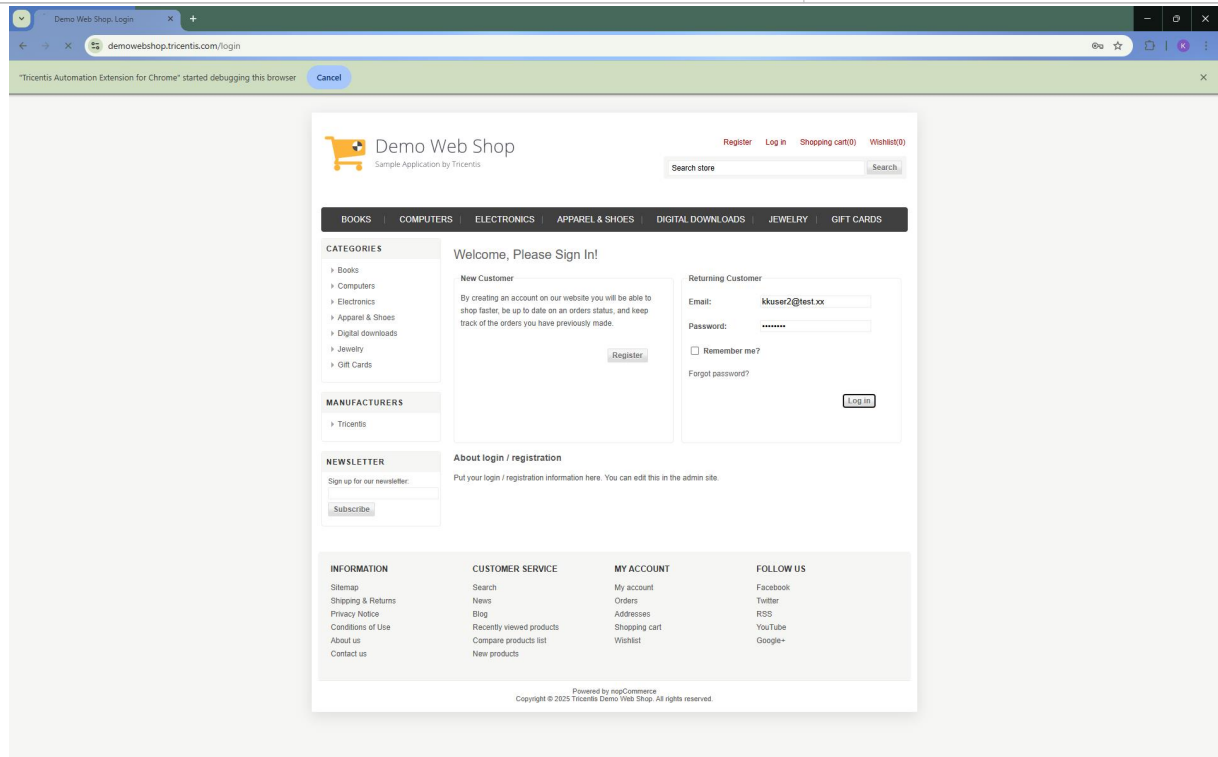 Demo Web Shop. Login
demowebshop.tricentis.com/login
K
"Tricentis Automation Extension for Chrome" started debugging this browser Cancel
Demo Web Shop
Sample Application by Tricentis
Register Log in Shopping cart(0) Wishlist(0)
Search store Search
BOOKS COMPUTERS ELECTRONICS APPAREL & SHOES DIGITAL DOWNLOADS JEWELRY GIFT CARDS
CATEGORIES
Books
Computers
Electronics
Apparel & Shoes
Digital downloads
Jewelry
Gift Cards
MANUFACTURERS
Tricentis
NEWSLETTER
Sign up for our newsletter:
Subscribe
Welcome, Please Sign In!
New Customer
By creating an account on our website you will be able to
shop faster, be up to date on an orders status, and keep
track of the orders you have previously made.
Register
Returning Customer
Email: kkuser2@test.xx
Password: ••••••••
Remember me?
Forgot password?
Log in
About login / registration
Put your login / registration information here. You can edit this in the admin site.
INFORMATION
Sitemap
Shipping & Returns
Privacy Notice
Conditions of Use
About us
Contact us
CUSTOMER SERVICE
Search
News
Blog
Recently viewed products
Compare products list
New products
MY ACCOUNT
My account
Orders
Addresses
Shopping cart
Wishlist
FOLLOW US
Facebook
Twitter
RSS
YouTube
Google+
Powered by nopCommerce
Copyright © 2025 Tricentis Demo Web Shop. All rights reserved.